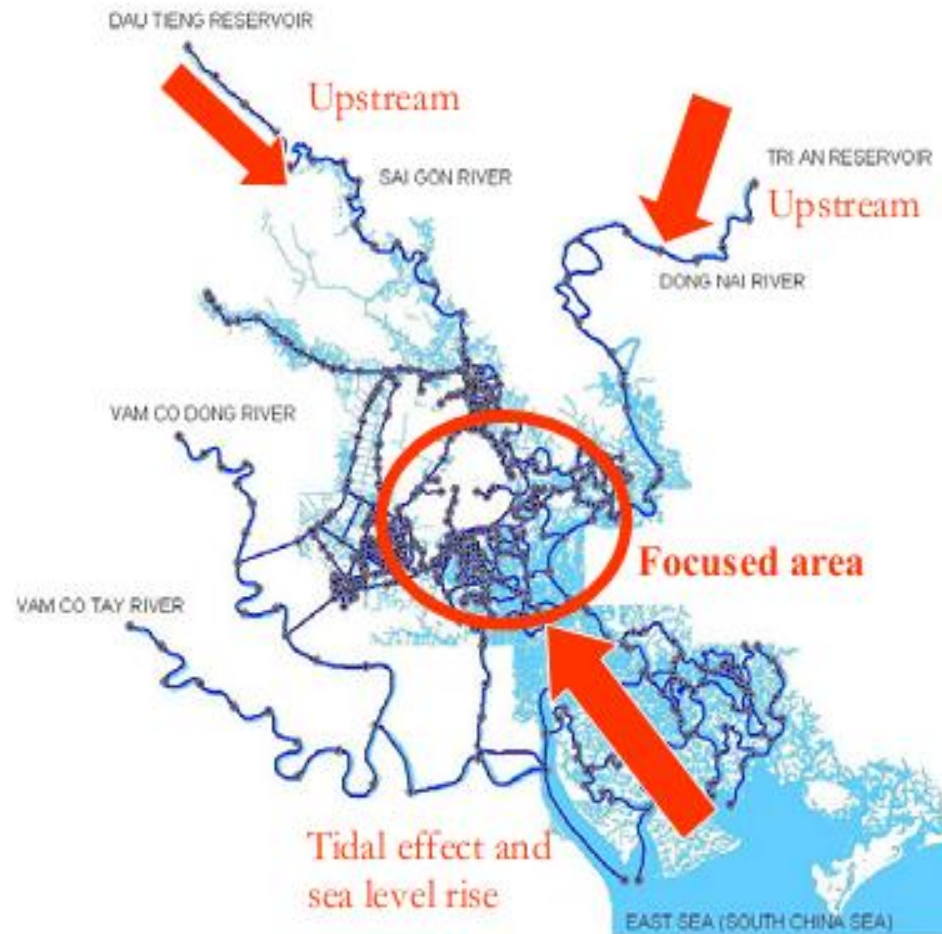 DAU TIENG RESERVOIR
Upstream
TRI AN RESERVOIR
SAI GON RIVER
Upstream
DONG NAI RIVER
VAM CO DONG RIVER
Focused area
VAM CO TAY RIVER
Tidal effect and
sea level rise
EAST SEA (SOUTH CHINA SEA)